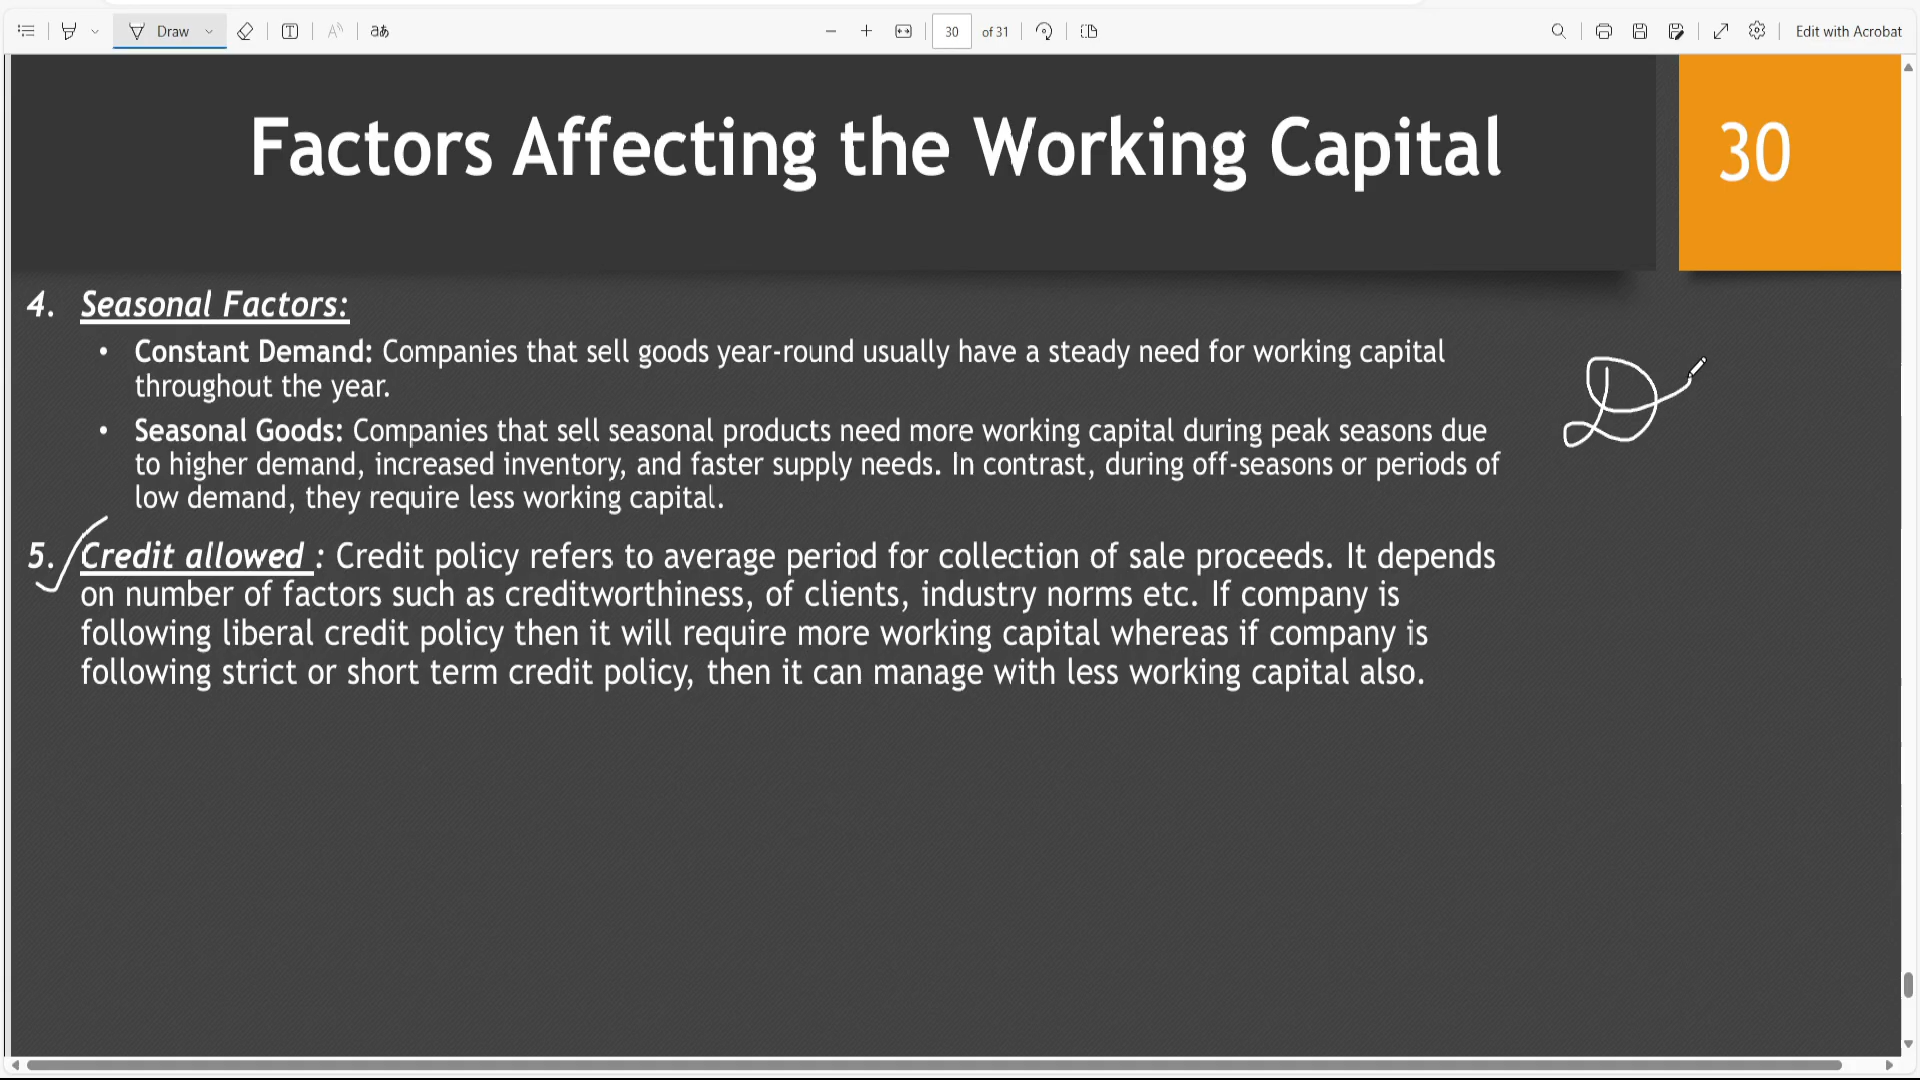 Draw
30
of 31
Edit with Acrobat
Factors Affecting the Working Capital
30
4. Seasonal Factors:
• Constant Demand: Companies that sell goods year-round usually have a steady need for working capital
throughout the year.
• Seasonal Goods: Companies that sell seasonal products need more working capital during peak seasons due
to higher demand, increased inventory, and faster supply needs. In contrast, during off-seasons or periods of
low demand, they require less working capital.
5. Credit allowed : Credit policy refers to average period for collection of sale proceeds. It depends
on number of factors such as creditworthiness, of clients, industry norms etc. If company is
following liberal credit policy then it will require more working capital whereas if company is
following strict or short term credit policy, then it can manage with less working capital also.